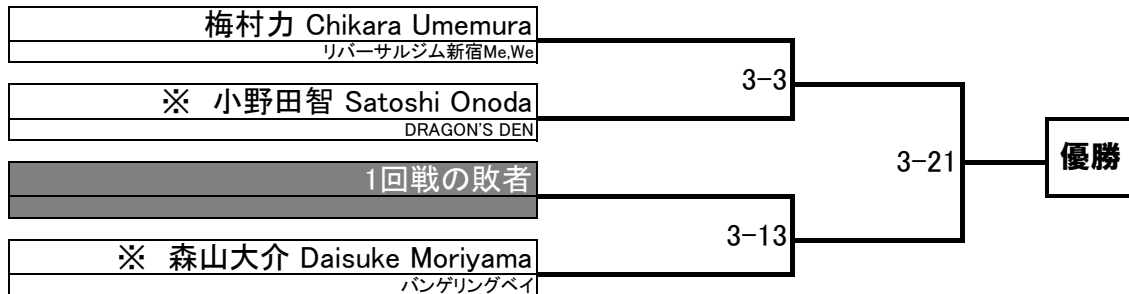 梅村力 Chikara Umemura
リバーサルジム新宿Me,We
3-3
※ 小野田智 Satoshi Onoda
DRAGON'S DEN
優勝
3-21
1回戦の敗者
3-13
※ 森山大介 Daisuke Moriyama
バンゲリングベイ